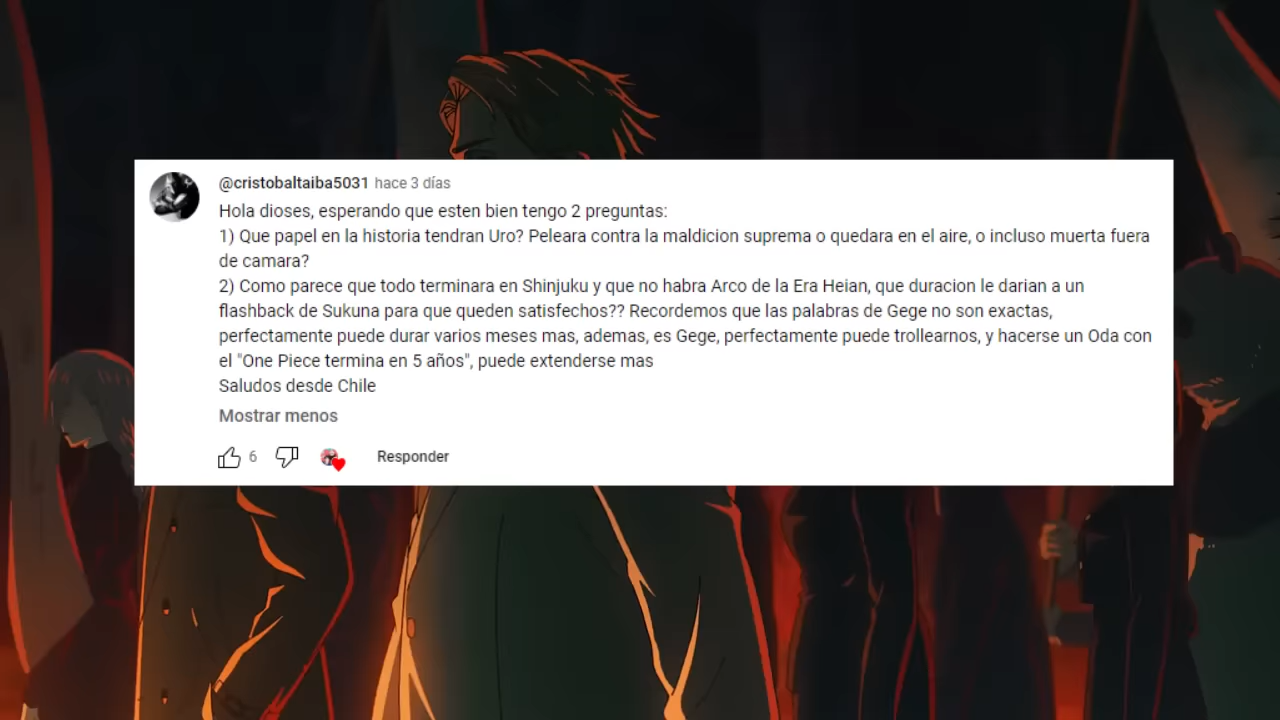 @cristobaltaiba5031 hace 3 días
Hola dioses, esperando que esten bien tengo 2 preguntas:
1) Que papel en la historia tendran Uro? Peleara contra la maldicion suprema o quedara en el aire, o incluso muerta fuera
de camara?
2) Como parece que todo terminara en Shinjuku y que no habra Arco de la Era Heian, que duracion le darian a un
flashback de Sukuna para que queden satisfechos?? Recordemos que las palabras de Gege no son exactas,
perfectamente puede durar varios meses mas, ademas, es Gege, perfectamente puede trollearnos, y hacerse un Oda con
el "One Piece termina en 5 años", puede extenderse mas
Saludos desde Chile
Mostrar menos
6 Responder